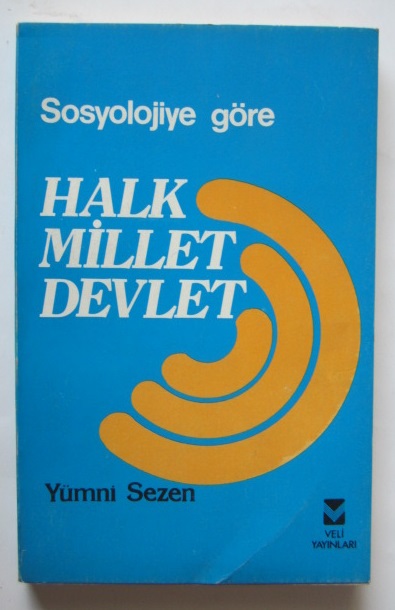 Sosyolojiye göre
HALK
MİLLET
DEVLET
Yümni Sezen
VELİ
YAYINLARI